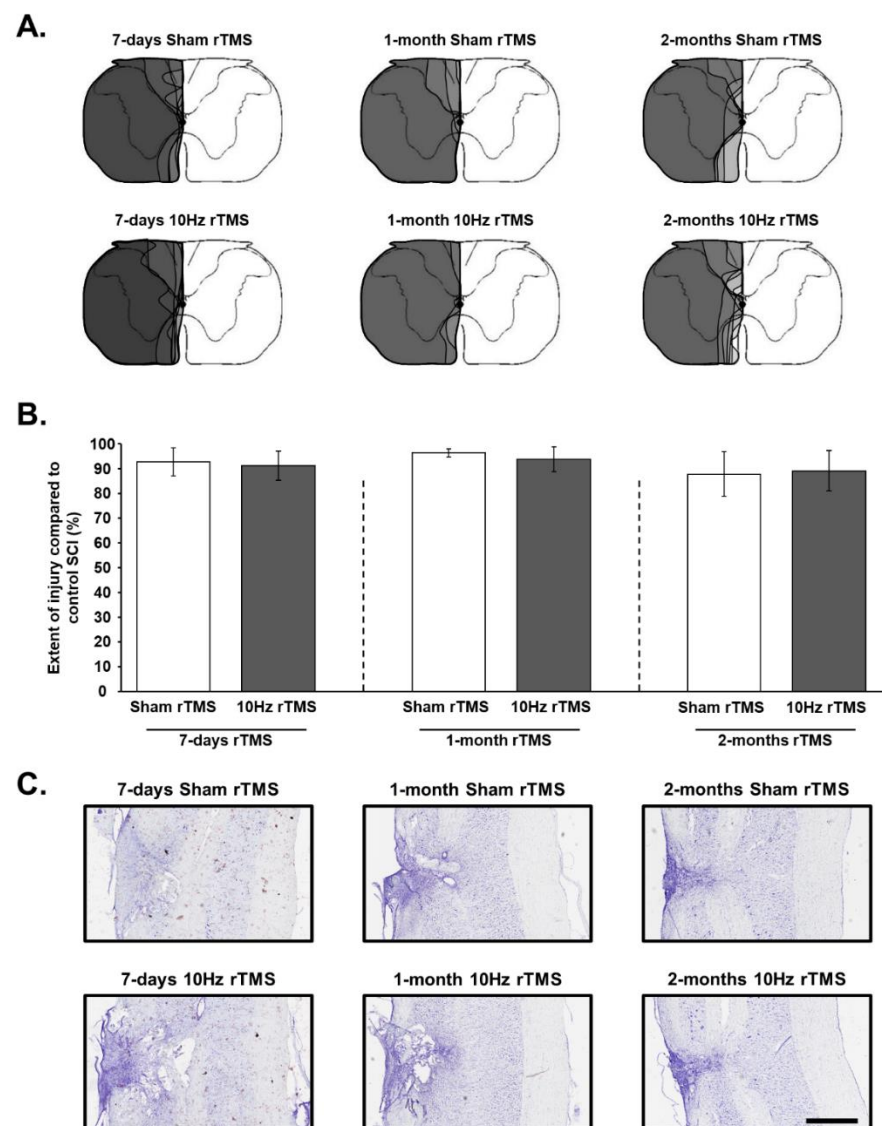 A.
7-days Sham rTMS
1-month Sham rTMS
2-months Sham rTMS
7-days 10Hz rTMS
1-month 10Hz rTMS
2-months 10Hz rTMS
B.
Extent of injury compared to
control SCI (%)
100
90
80
70
60
50
40
30
20
10
0
Sham rTMS
10Hz rTMS
Sham rTMS
10Hz rTMS
Sham rTMS
10Hz rTMS
7-days rTMS
1-month rTMS
2-months rTMS
C.
7-days Sham rTMS
1-month Sham rTMS
2-months Sham rTMS
7-days 10Hz rTMS
1-month 10Hz rTMS
2-months 10Hz rTMS